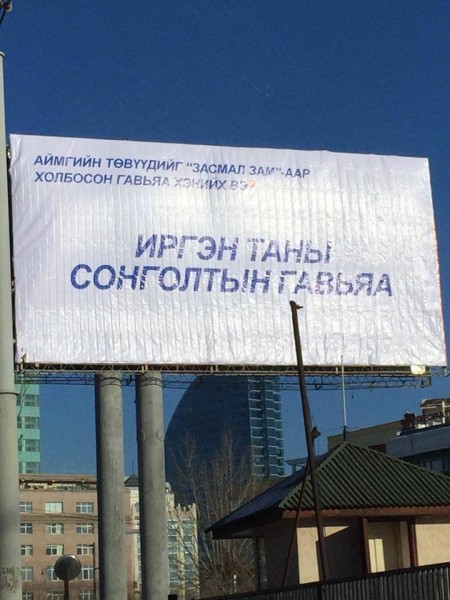 АЙМГИЙН ТӨВҮҮДИЙГ "ЗАСМАЛ ЗАМ"-ААР
ХОЛБОСОН ГАВЬЯА ХЭНИЙХ ВЭ?
ИРГЭН ТАНЫ
СОНГОЛТЫН ГАВЬЯА